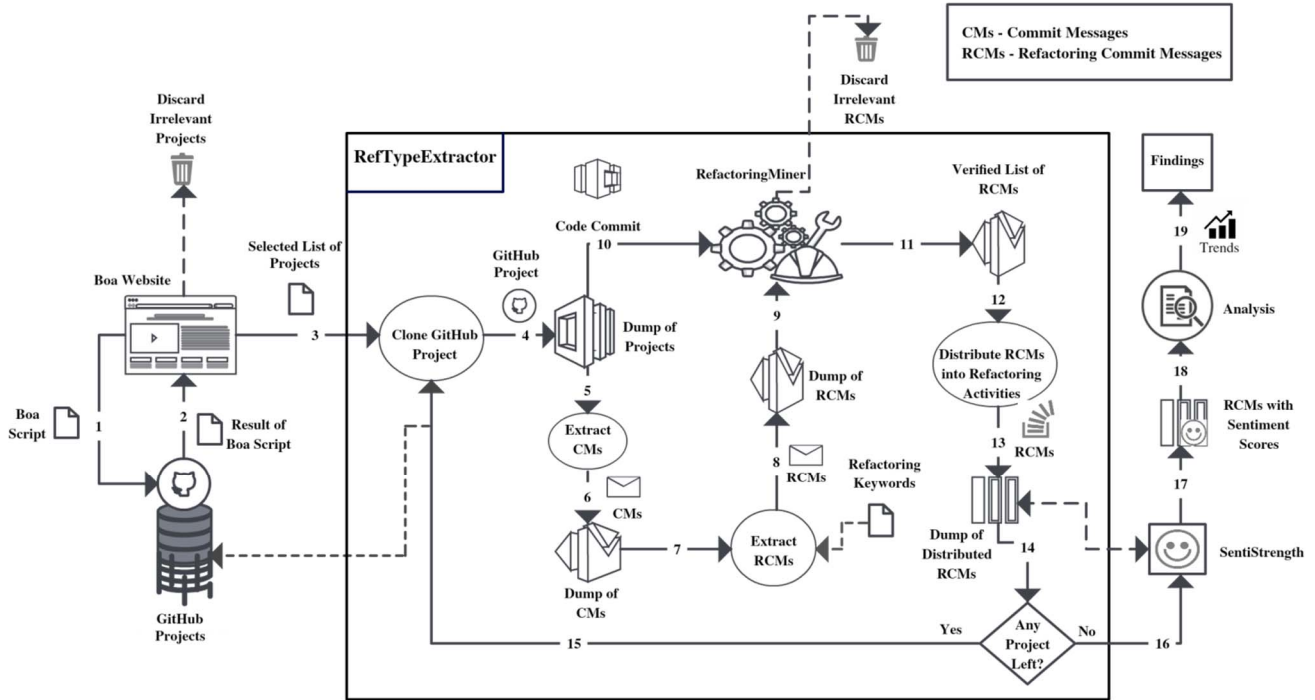 CMs - Commit Messages
RCMs - Refactoring Commit Messages
Discard
Irrelevant
RCMs
Discard
Irrelevant
Projects
RefTypeExtractor
RefactoringMiner
Verified List of
RCMs
Findings
19
Trends
Code Commit
10
11
Selected List of
Projects
GitHub
Project
Boa Website
3
Clone GitHub
Project
4
Dump of
Projects
9
12
Analysis
Distribute RCMs
into Refactoring
Activities
18
5
Dump of
RCMs
Boa
Script
1
2
Result of
Boa Script
Extract
CMs
8
RCMs
Refactoring
Keywords
13
RCMs
RCMs with
Sentiment
Scores
17
6
CMs
7
Extract
RCMs
Dump of
Distributed
RCMs
14
SentiStrength
Dump of
CMs
GitHub
Projects
15
Yes
Any
Project
Left?
No
16